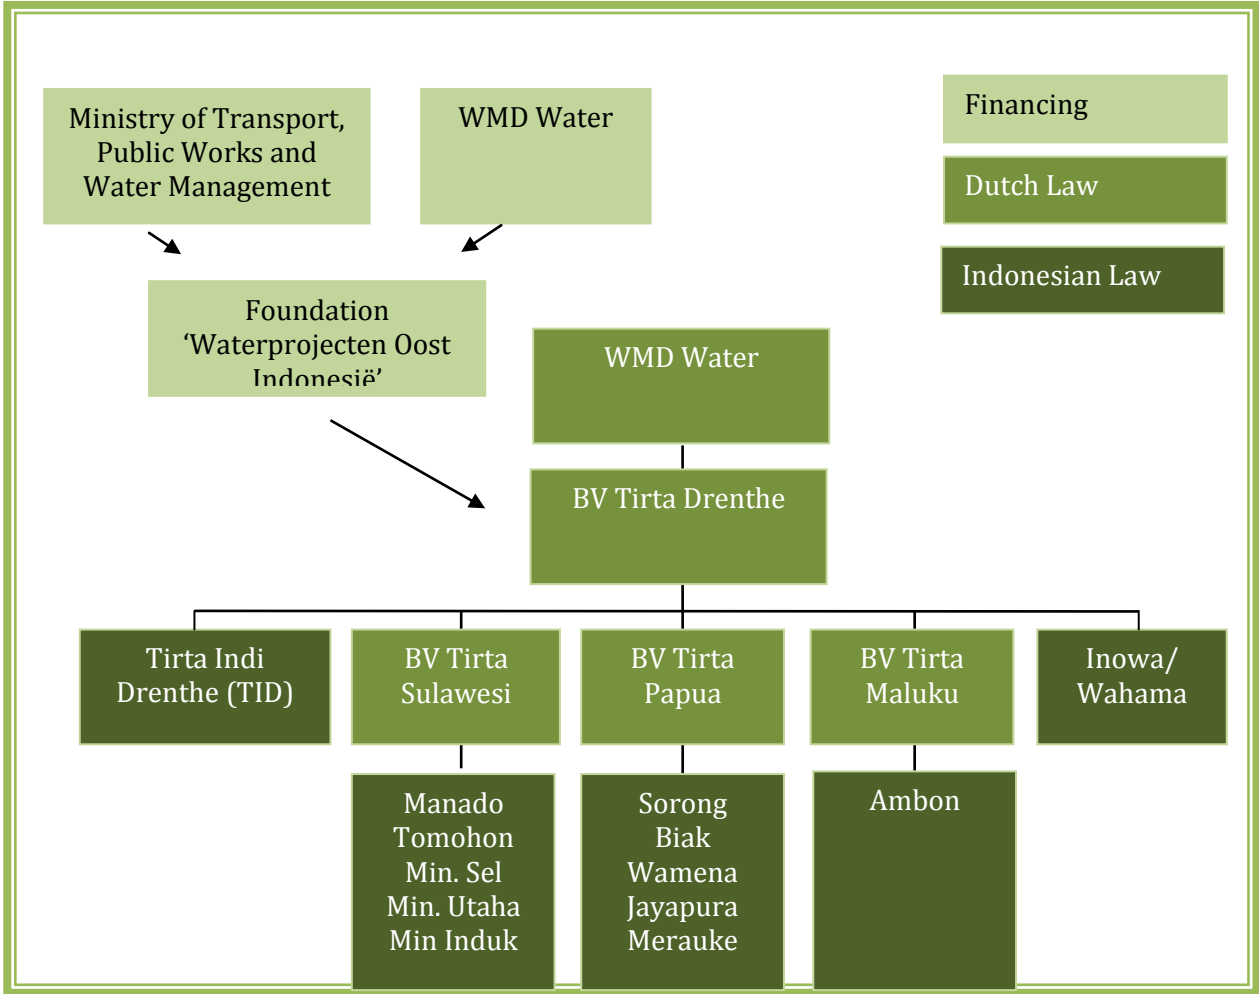 Ministry of Transport,
Public Works and
Water Management
WMD Water
Financing
Dutch Law
Indonesian Law
Foundation
‘Waterprojecten Oost
Indonesië’
WMD Water
BV Tirta Drenthe
Tirta Indi
Drenthe (TID)
BV Tirta
Sulawesi
BV Tirta
Papua
BV Tirta
Maluku
Inowa/
Wahama
Manado
Tomohon
Min. Sel
Min. Utaha
Min Induk
Sorong
Biak
Wamena
Jayapura
Merauke
Ambon